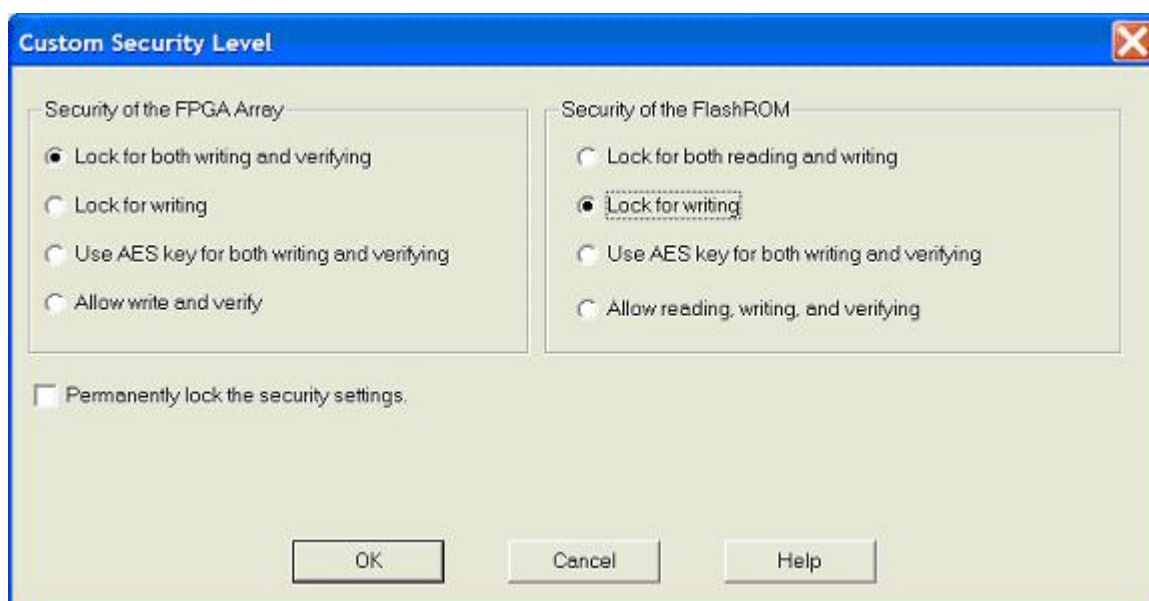 Custom Security Level
Security of the FPGA Array
Lock for both writing and verifying
Lock for writing
Use AES key for both writing and verifying
Allow write and verify
Security of the FlashROM
Lock for both reading and writing
Lock for writing
Use AES key for both writing and verifying
Allow reading, writing, and verifying
Permanently lock the security settings.
OK
Cancel
Help